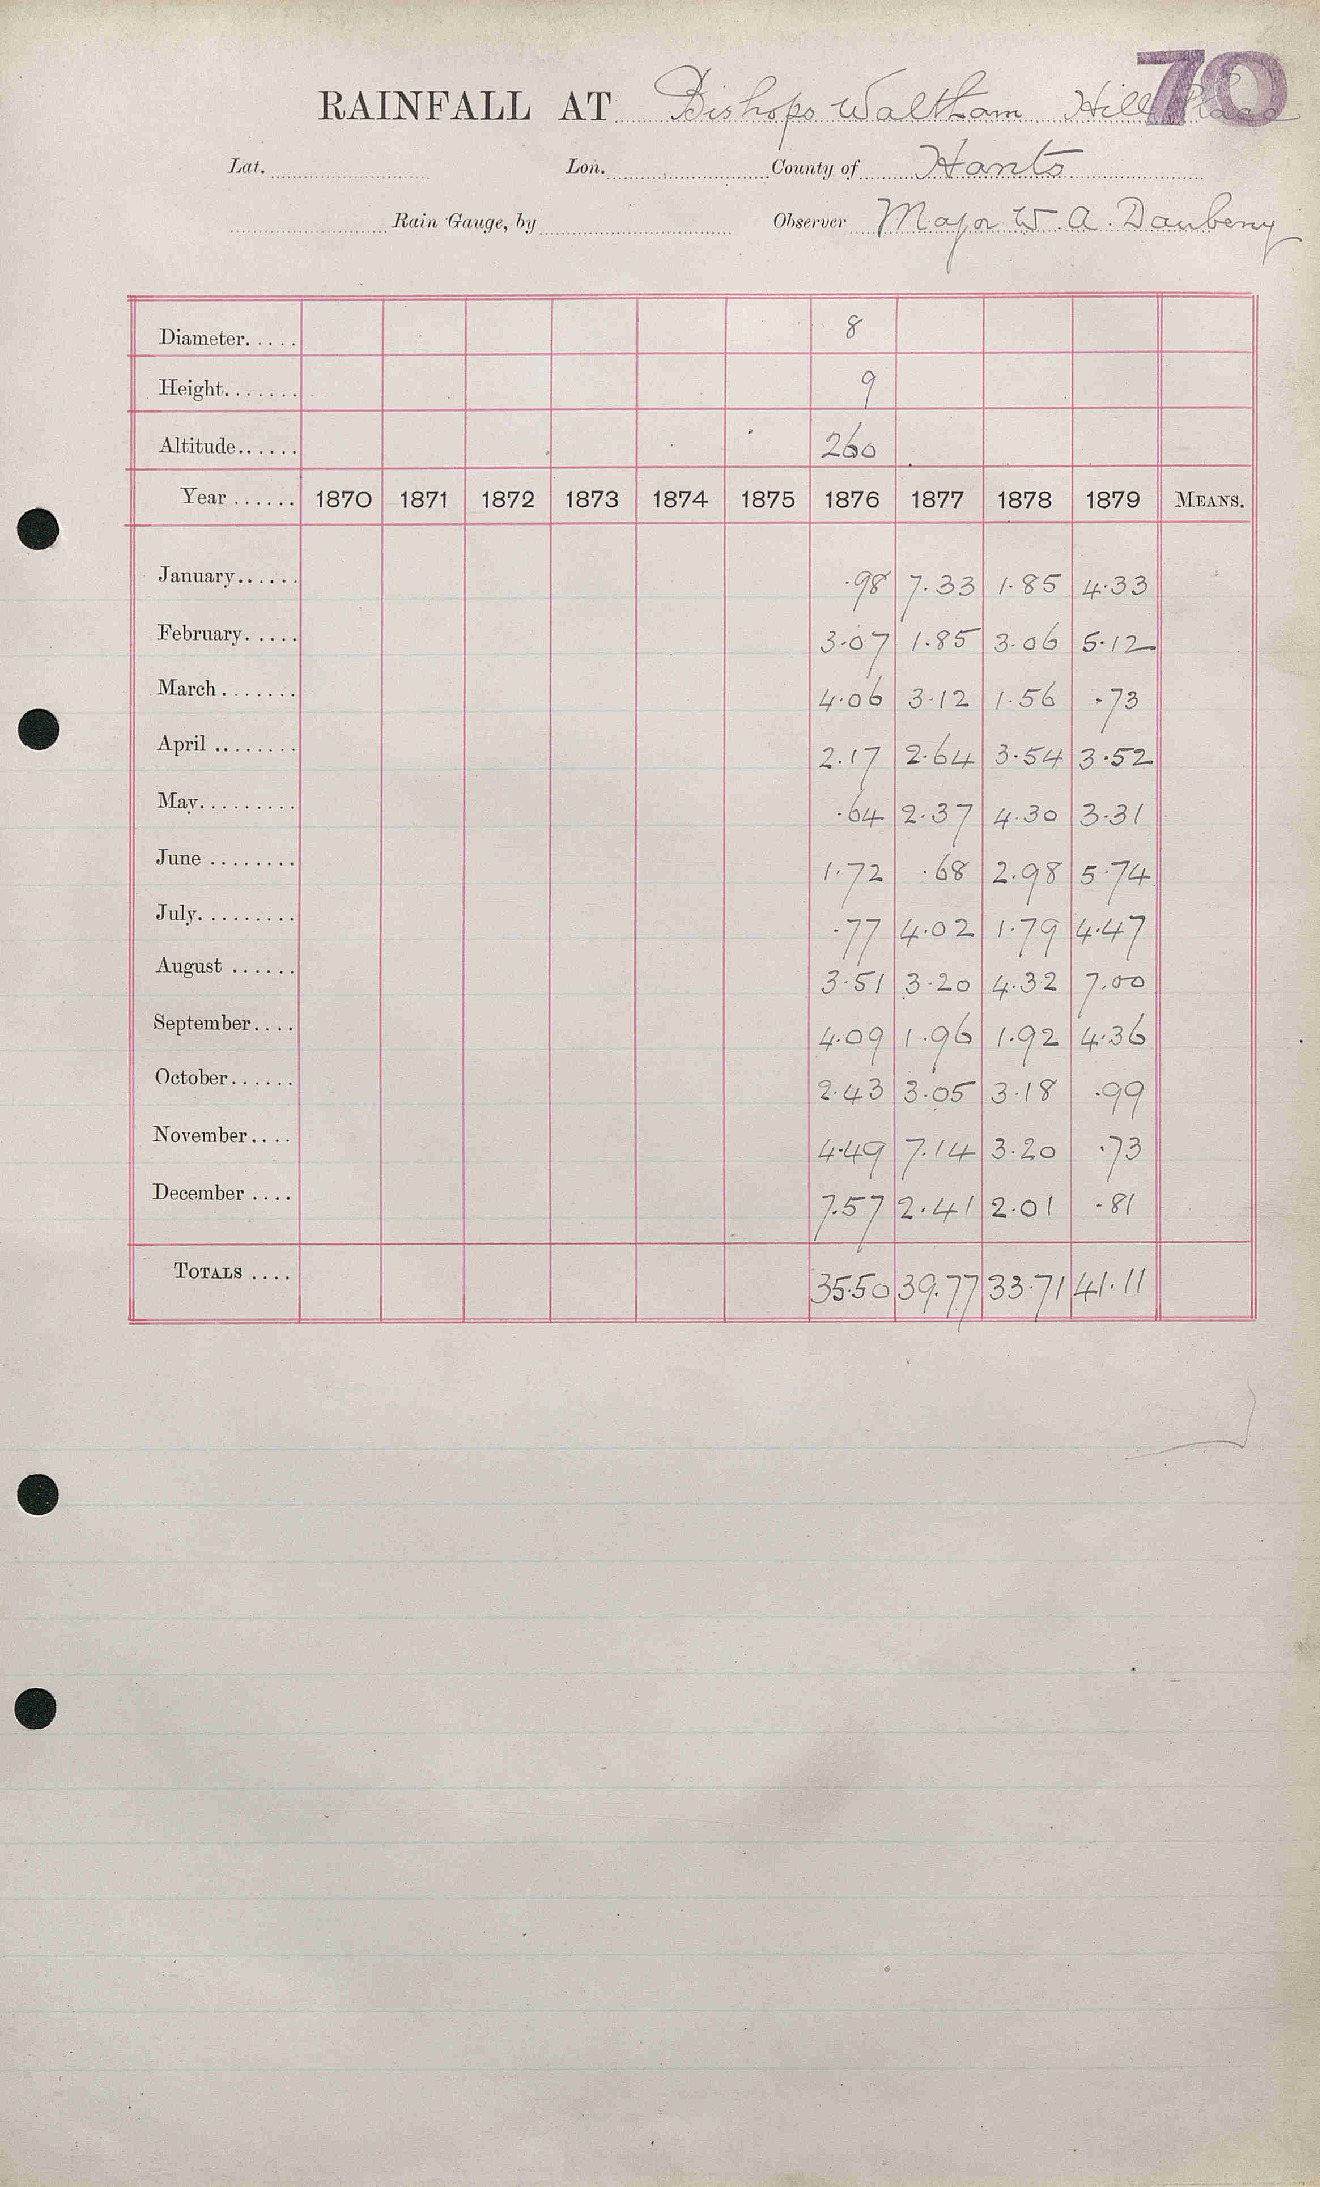 70
RAINFALL AT Bishops Waltham Hill Place
Lat. Lon. County of Hants
Rain Gauge, by Observer Major W. A. Daubeny
Diameter..... 8
Height....... 9
Altitude...... 260
Year ...... 1870 1871 1872 1873 1874 1875 1876 1877 1878 1879 MEANS.
January...... .98 7.33 1.85 4.33
February..... 3.07 1.85 3.06 5.12
March ....... 4.06 3.12 1.56 .73
April ........ 2.17 2.64 3.54 3.52
May......... .64 2.37 4.30 3.31
June ........ 1.72 .68 2.98 5.74
July......... .77 4.02 1.79 4.47
August ...... 3.51 3.20 4.32 7.00
September.... 4.09 1.96 1.92 4.36
October...... 2.43 3.05 3.18 .99
November.... 4.49 7.14 3.20 .73
December .... 7.57 2.41 2.01 .81
TOTALS .... 35.50 39.77 33.71 41.11